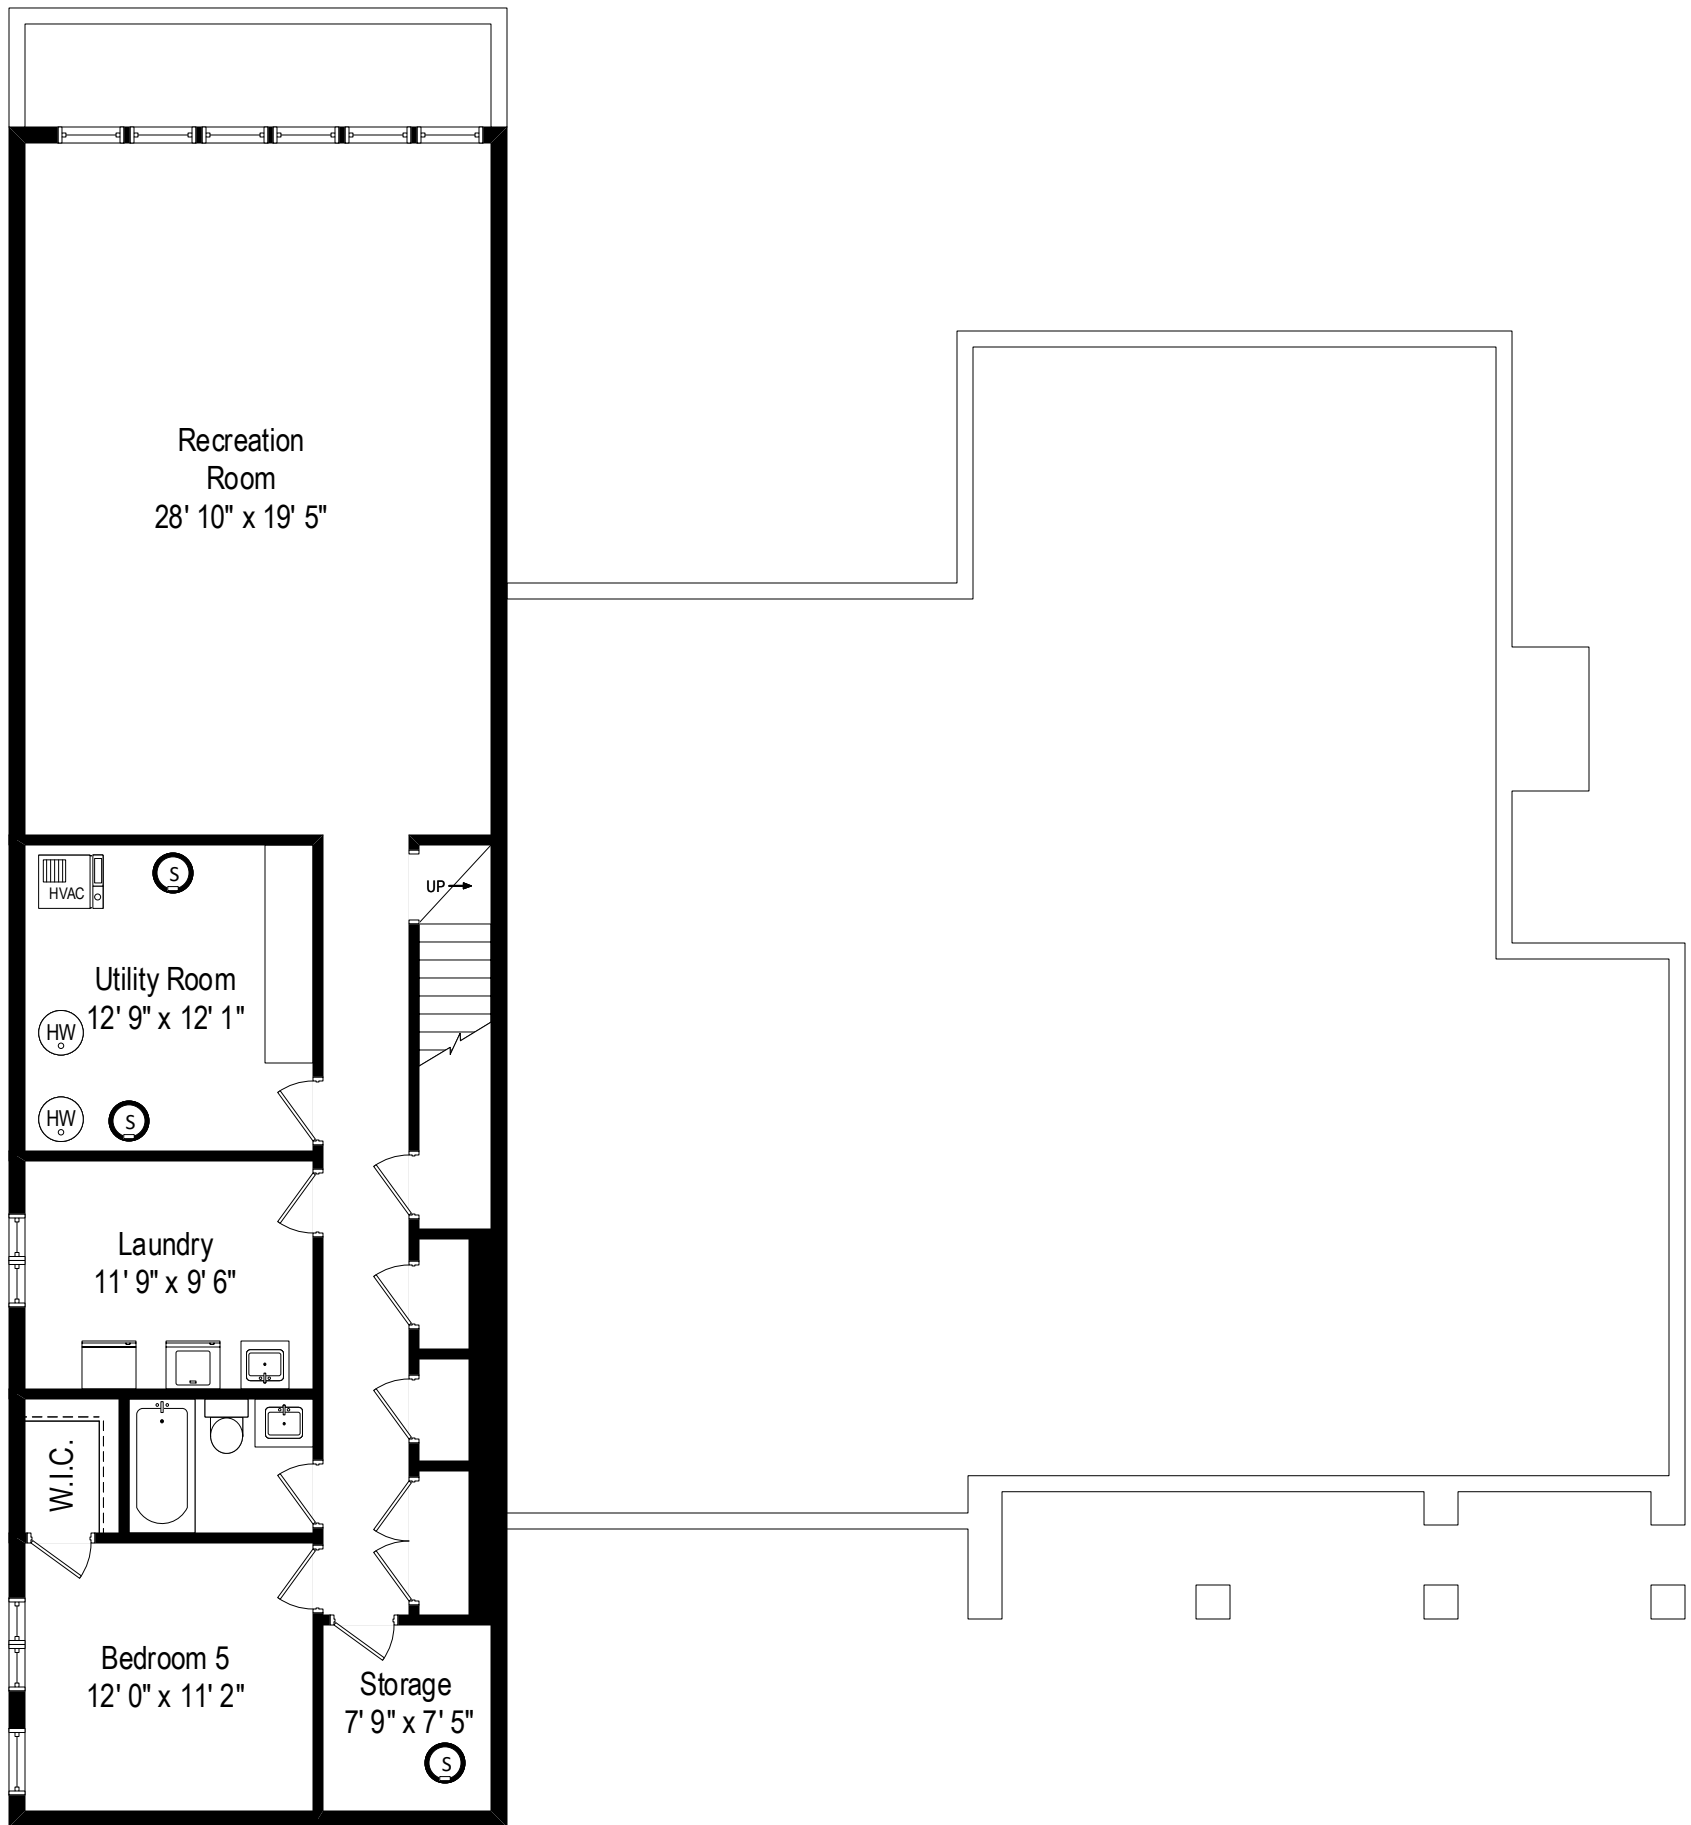 Recreation
Room
28' 10" x 19' 5"
S
HVAC
UP
Utility Room
12' 9" x 12' 1"
HW
HW
S
Laundry
11' 9" x 9' 6"
W.I.C.
Bedroom 5
12' 0" x 11' 2"
Storage
7' 9" x 7' 5"
S